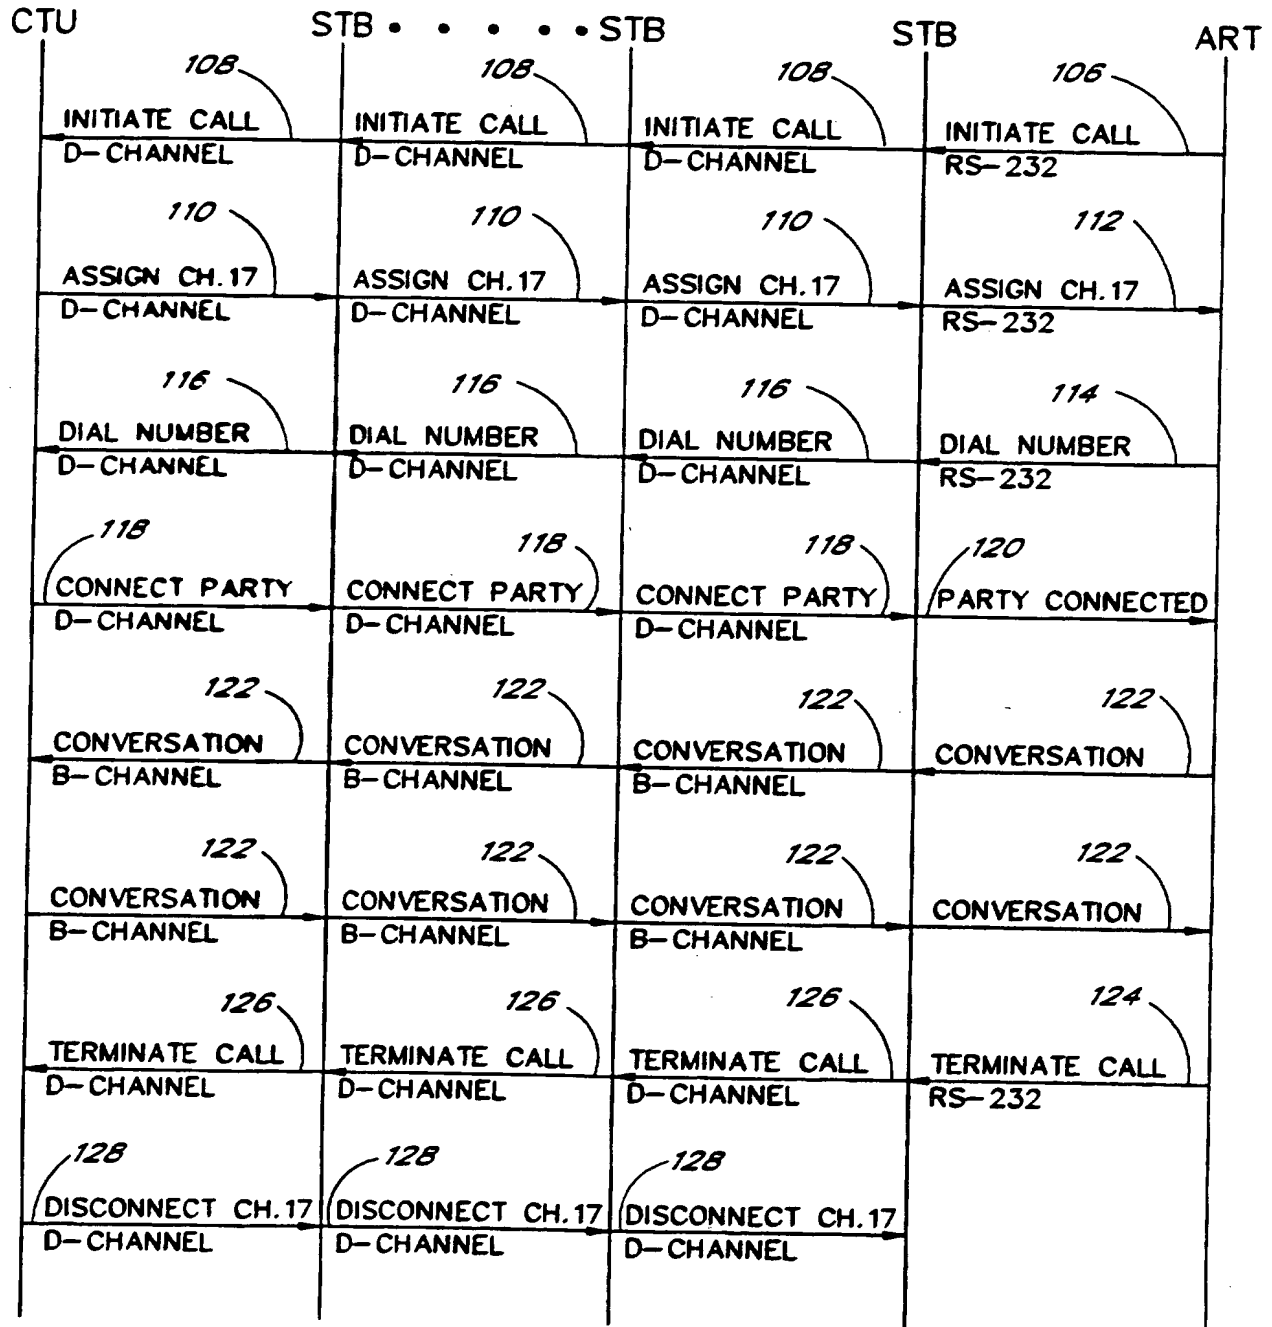 CTU STB • • • • • STB STB ART
108 108 108 106
INITIATE CALL INITIATE CALL INITIATE CALL INITIATE CALL
D-CHANNEL D-CHANNEL D-CHANNEL RS-232
110 110 110 112
ASSIGN CH.17 ASSIGN CH.17 ASSIGN CH.17 ASSIGN CH.17
D-CHANNEL D-CHANNEL D-CHANNEL RS-232
116 116 116 114
DIAL NUMBER DIAL NUMBER DIAL NUMBER DIAL NUMBER
D-CHANNEL D-CHANNEL D-CHANNEL RS-232
118 118 118 120
CONNECT PARTY CONNECT PARTY CONNECT PARTY PARTY CONNECTED
D-CHANNEL D-CHANNEL D-CHANNEL
122 122 122 122
CONVERSATION CONVERSATION CONVERSATION CONVERSATION
B-CHANNEL B-CHANNEL B-CHANNEL
122 122 122 122
CONVERSATION CONVERSATION CONVERSATION CONVERSATION
B-CHANNEL B-CHANNEL B-CHANNEL
126 126 126 124
TERMINATE CALL TERMINATE CALL TERMINATE CALL TERMINATE CALL
D-CHANNEL D-CHANNEL D-CHANNEL RS-232
128 128 128
DISCONNECT CH.17 DISCONNECT CH.17 DISCONNECT CH.17
D-CHANNEL D-CHANNEL D-CHANNEL